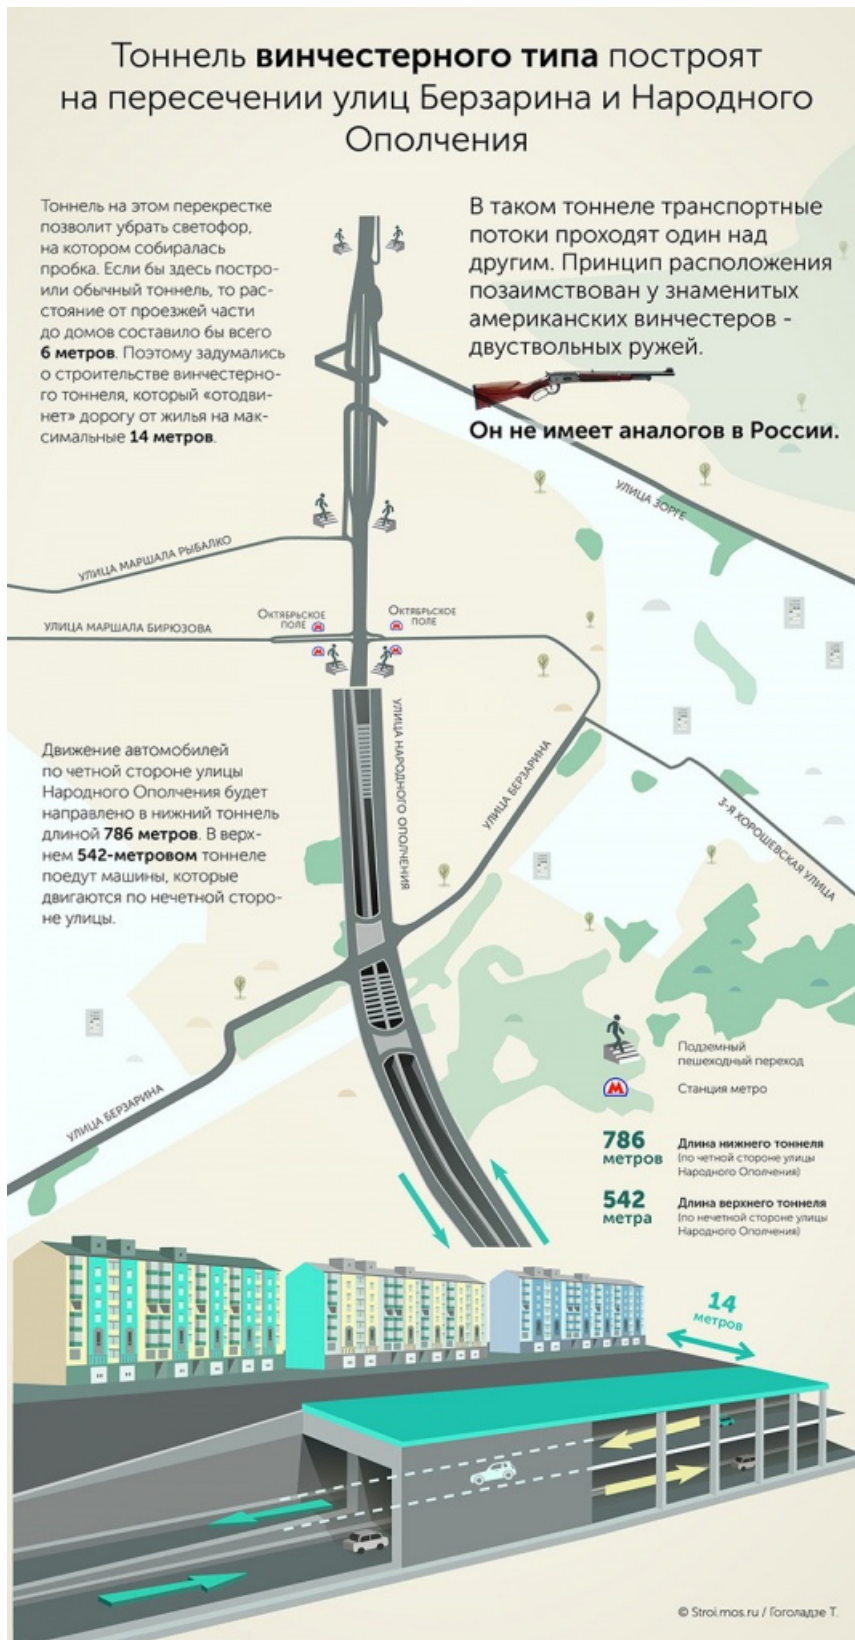 Тоннель винчестерного типа построят
на пересечении улиц Берзарина и Народного
Ополчения
Тоннель на этом перекрестке
позволит убрать светофор,
на котором собиралась
пробка. Если бы здесь постро-
или обычный тоннель, то рас-
стояние от проезжей части
до домов составило бы всего
6 метров. Поэтому задумались
о строительстве винчестерно-
го тоннеля, который «отодви-
нет» дорогу от жилья на мак-
симальные 14 метров.
В таком тоннеле транспортные
потоки проходят один над
другим. Принцип расположения
позаимствован у знаменитых
американских винчестеров -
двуствольных ружей.
Он не имеет аналогов в России.
УЛИЦА ЗОРГЕ
УЛИЦА МАРШАЛА РЫБАЛКО
УЛИЦА МАРШАЛА БИРЮЗОВА
ОКТЯБРЬСКОЕ
ПОЛЕ
ОКТЯБРЬСКОЕ
ПОЛЕ
УЛИЦА НАРОДНОГО ОПОЛЧЕНИЯ
УЛИЦА БЕРЗАРИНА
3-Я ХОРОШЕВСКАЯ УЛИЦА
Движение автомобилей
по четной стороне улицы
Народного Ополчения будет
направлено в нижний тоннель
длиной 786 метров. В верх-
нем 542-метровом тоннеле
поедут машины, которые
двигаются по нечетной сторо-
не улицы.
УЛИЦА БЕРЗАРИНА
Подземный
пешеходный переход
Станция метро
786
метров
Длина нижнего тоннеля
(по четной стороне улицы
Народного Ополчения)
542
метра
Длина верхнего тоннеля
(по нечетной стороне улицы
Народного Ополчения)
14
метров
© Stroi.mos.ru / Гоголадзе Т.